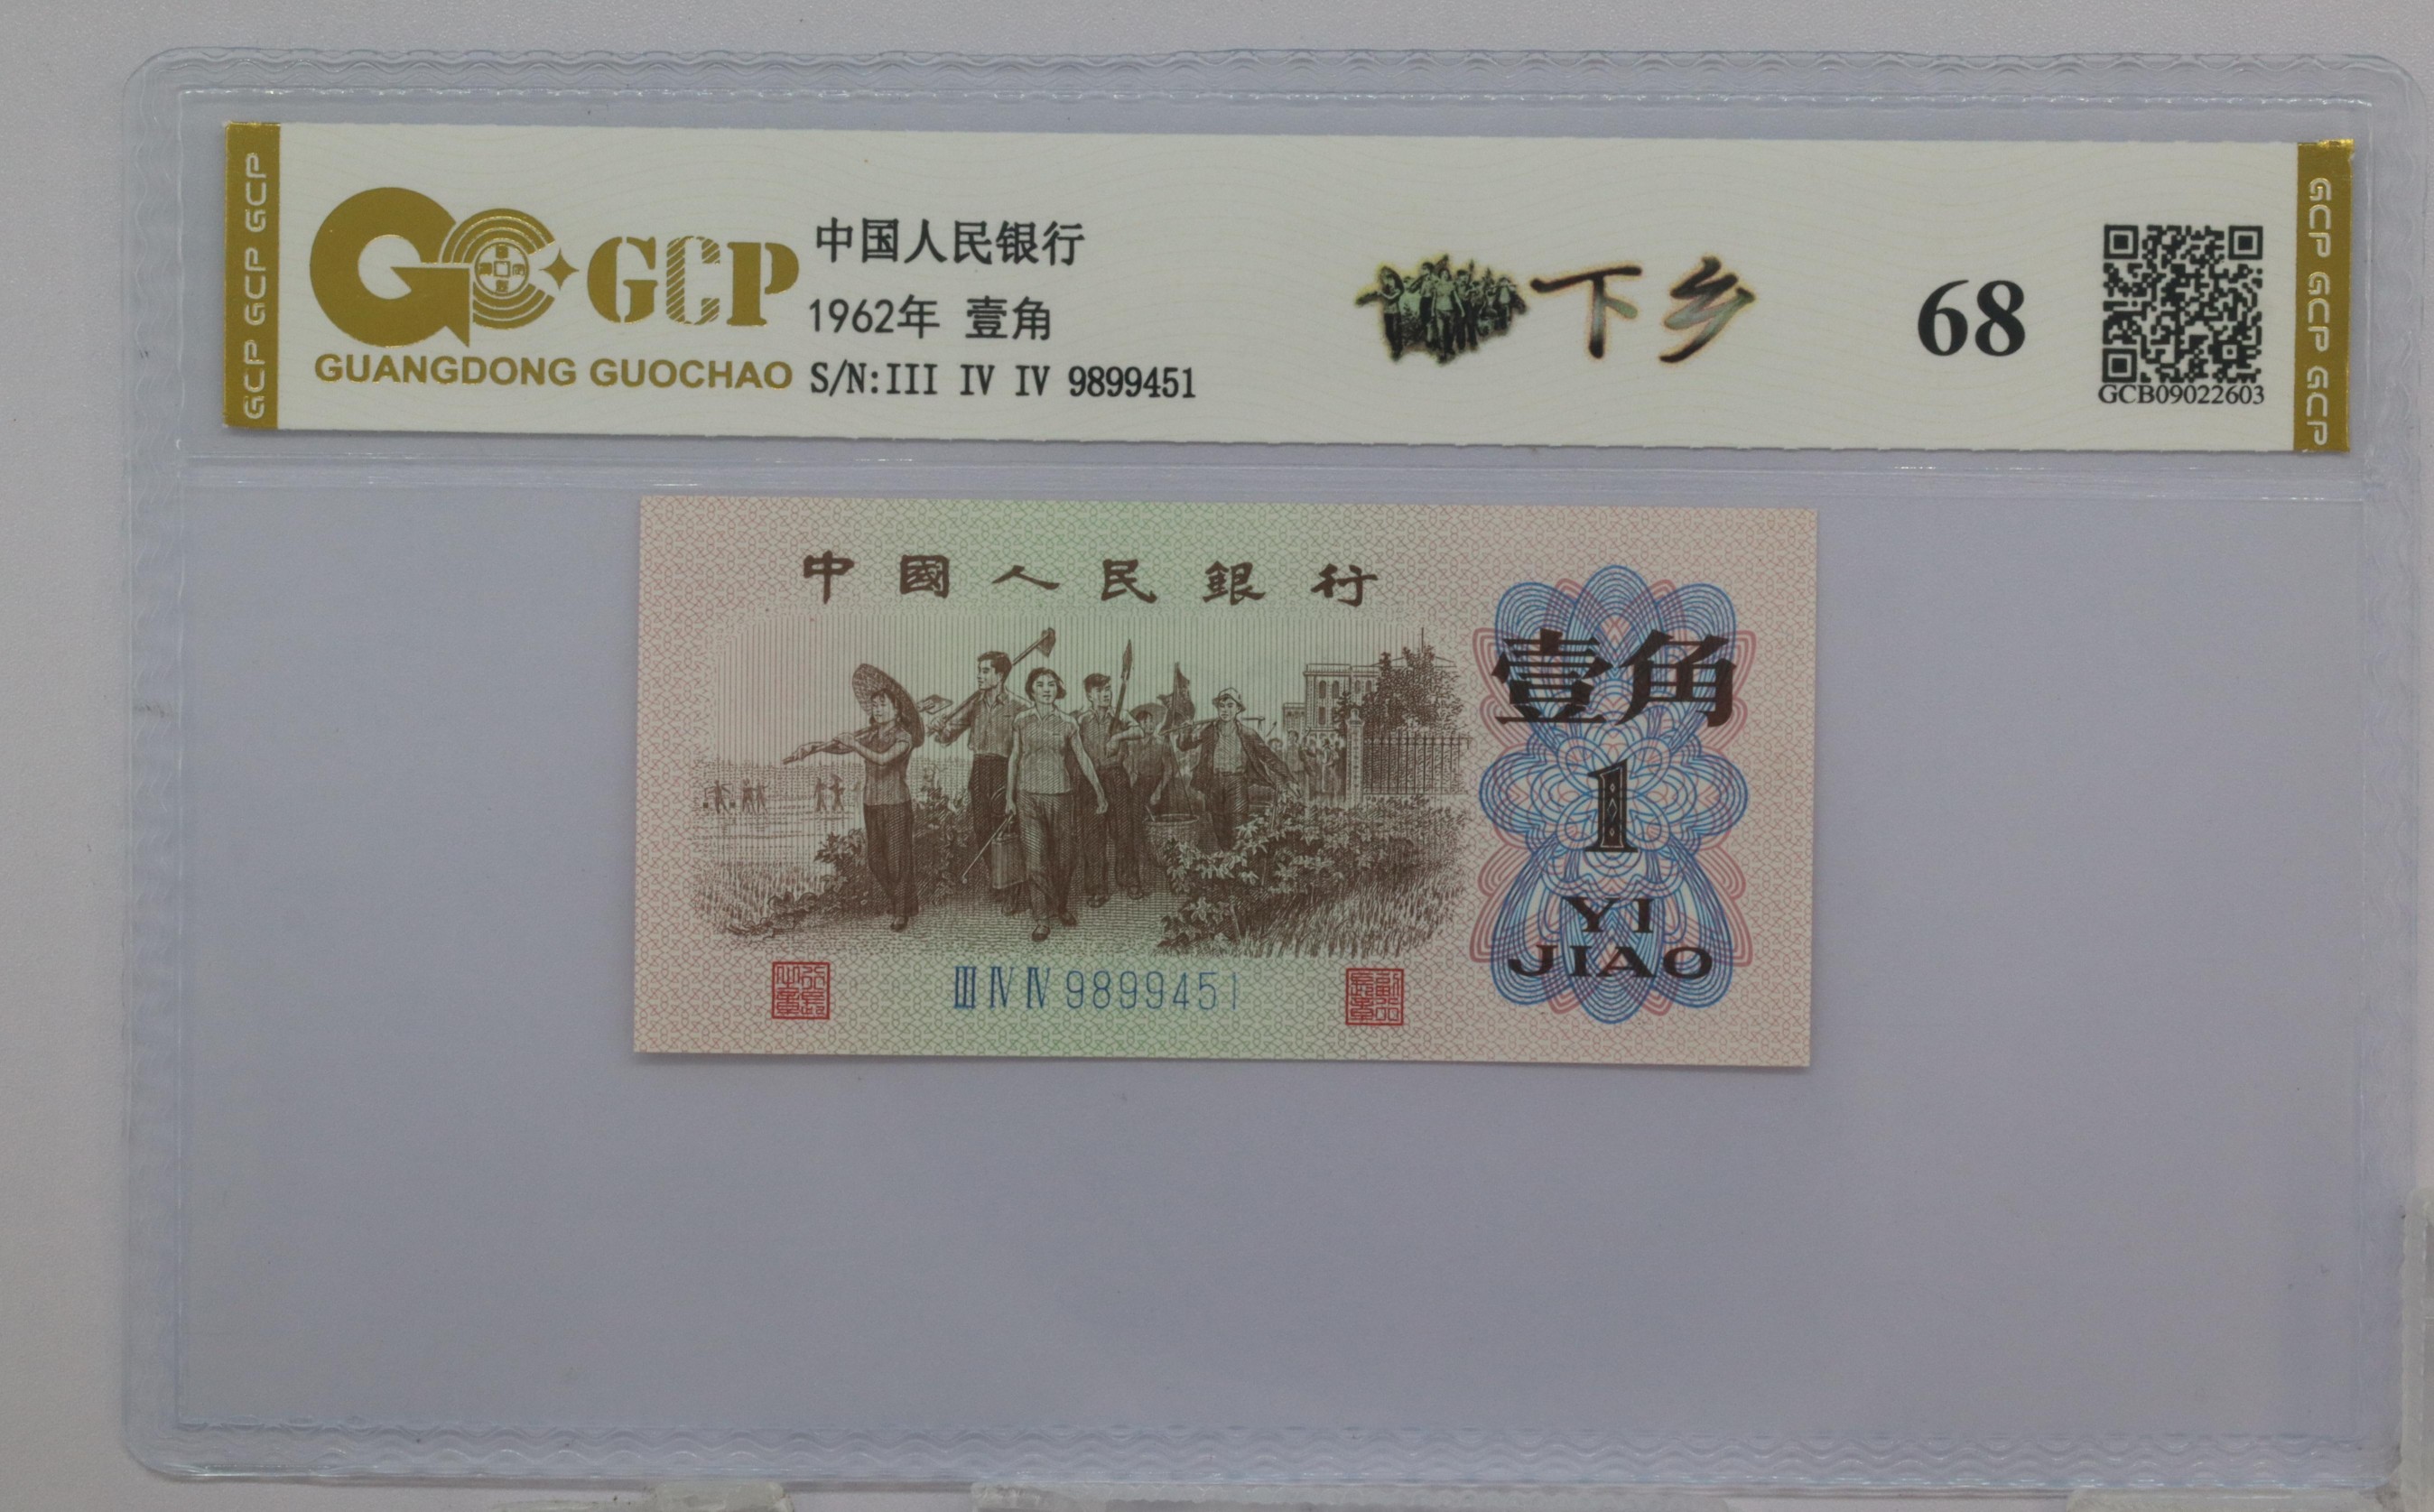 GCP GCP GCP
GCP
GUANGDONG GUOCHAO
中国人民银行
1962年 壹角
S/N:III IV IV 9899451
下乡
68
GCB09022603
GCP GCP GCP
中國人民銀行
壹角
1
YI
JIAO
Ⅲ Ⅳ Ⅳ 9899451